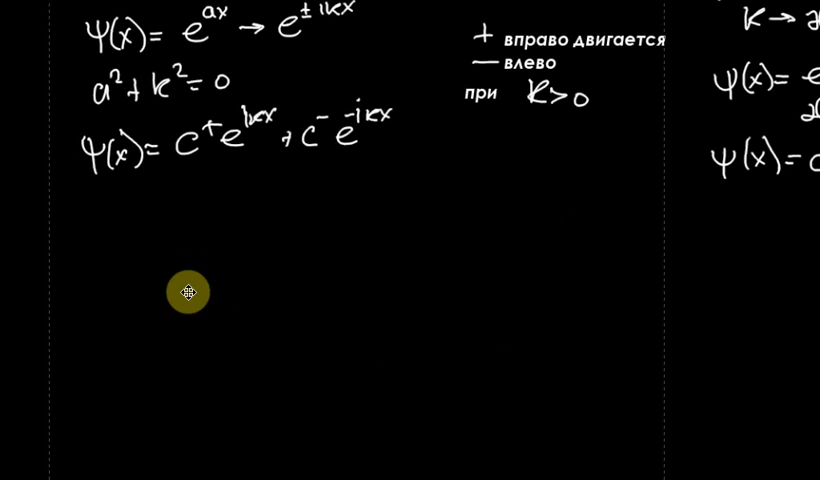 ψ(x)= e^ax → e^±ikx
a²+k²=0
ψ(x)= c⁺e^ikx + c⁻e^-ikx
+ вправо двигается
— влево
при k>0
k →
ψ(x)= e
ψ(x)= c